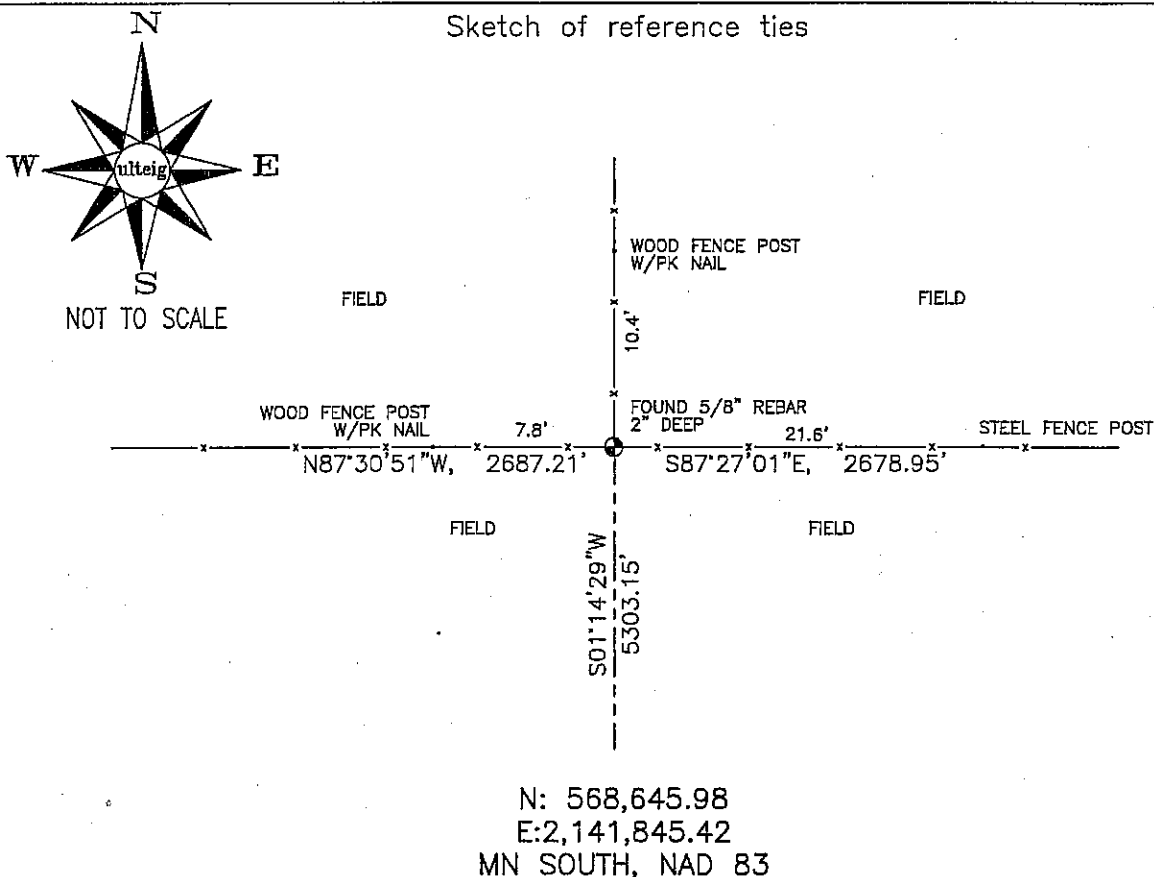 Sketch of reference ties
N
W
ulteig
E
S
NOT TO SCALE
WOOD FENCE POST
W/PK NAIL
FIELD
FIELD
10.4'
WOOD FENCE POST
W/PK NAIL
7.8'
FOUND 5/8" REBAR
2" DEEP
21.6'
STEEL FENCE POST
N87°30'51"W, 2687.21'
S87°27'01"E, 2678.95'
FIELD
FIELD
S01°14'29"W
5303.15'
N: 568,645.98
E:2,141,845.42
MN SOUTH, NAD 83